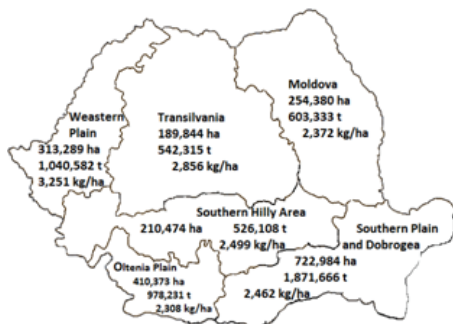 Moldova
254,380 ha
603,333 t
2,372 kg/ha
Weastern
Plain
313,289 ha
1,040,582 t
3,251 kg/ha
Transilvania
189,844 ha
542,315 t
2,856 kg/ha
Southern Hilly Area
210,474 ha 526,108 t
2,499 kg/ha
Southern Plain
and Dobrogea
722,984 ha
1,871,666 t
2,462 kg/ha
Oltenia Plain
410,373 ha
978,231 t
2,308 kg/ha